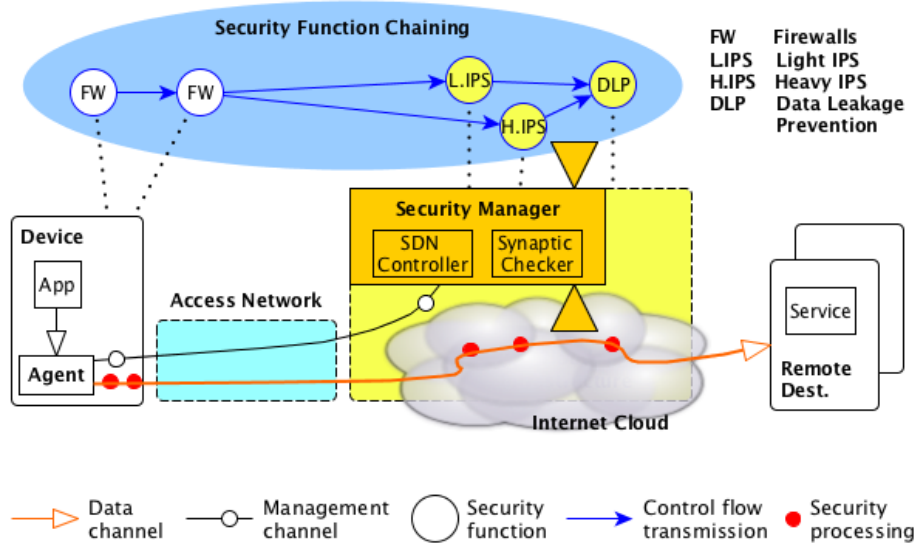 Security Function Chaining
FW
FW
L.IPS
H.IPS
DLP
FW Firewalls
L.IPS Light IPS
H.IPS Heavy IPS
DLP Data Leakage
Prevention
Security Manager
SDN
Controller
Synaptic
Checker
Device
App
Agent
Access Network
Internet Cloud
Service
Remote
Dest.
Data
channel
Management
channel
Security
function
Control flow
transmission
Security
processing